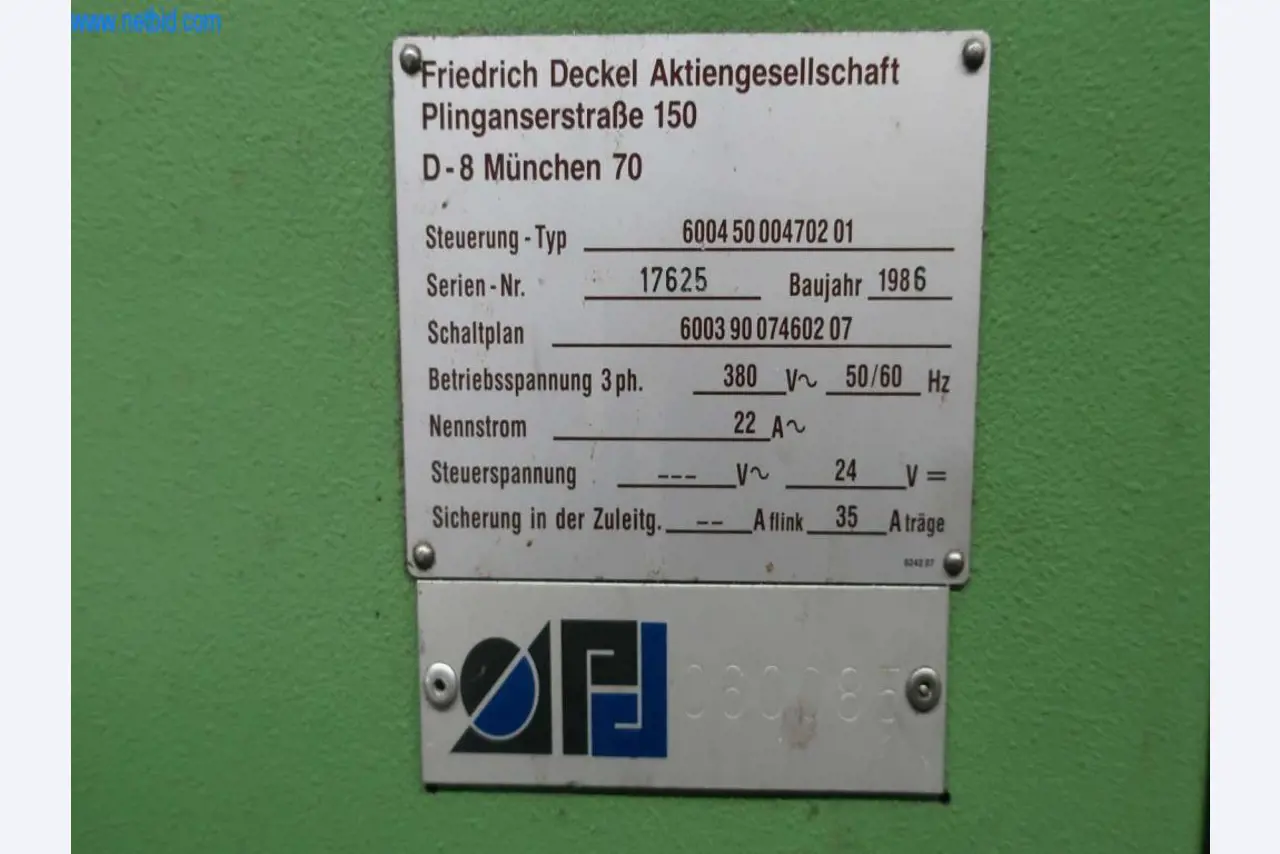 www.netbid.com
Friedrich Deckel Aktiengesellschaft
Plinganserstraße 150
D-8 München 70
Steuerung-Typ 6004 50 004702 01
Serien-Nr. 17625 Baujahr 1986
Schaltplan 6003 90 074602 07
Betriebsspannung 3 ph. 380 V~ 50/60 Hz
Nennstrom 22 A~
Steuerspannung --- V~ 24 V=
Sicherung in der Zuleitg. -- A flink 35 A träge